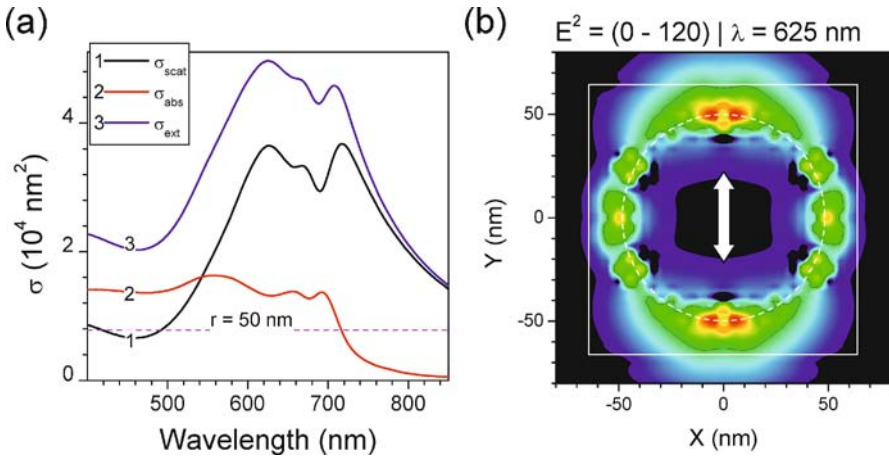 (a)
1 σscat
2 σabs
3 σext
4
2
0
σ (10⁴ nm²)
3
2
1
r = 50 nm
500 600 700 800
Wavelength (nm)
(b)
E² = (0 - 120) | λ = 625 nm
50
0
-50
Y (nm)
-50 0 50
X (nm)